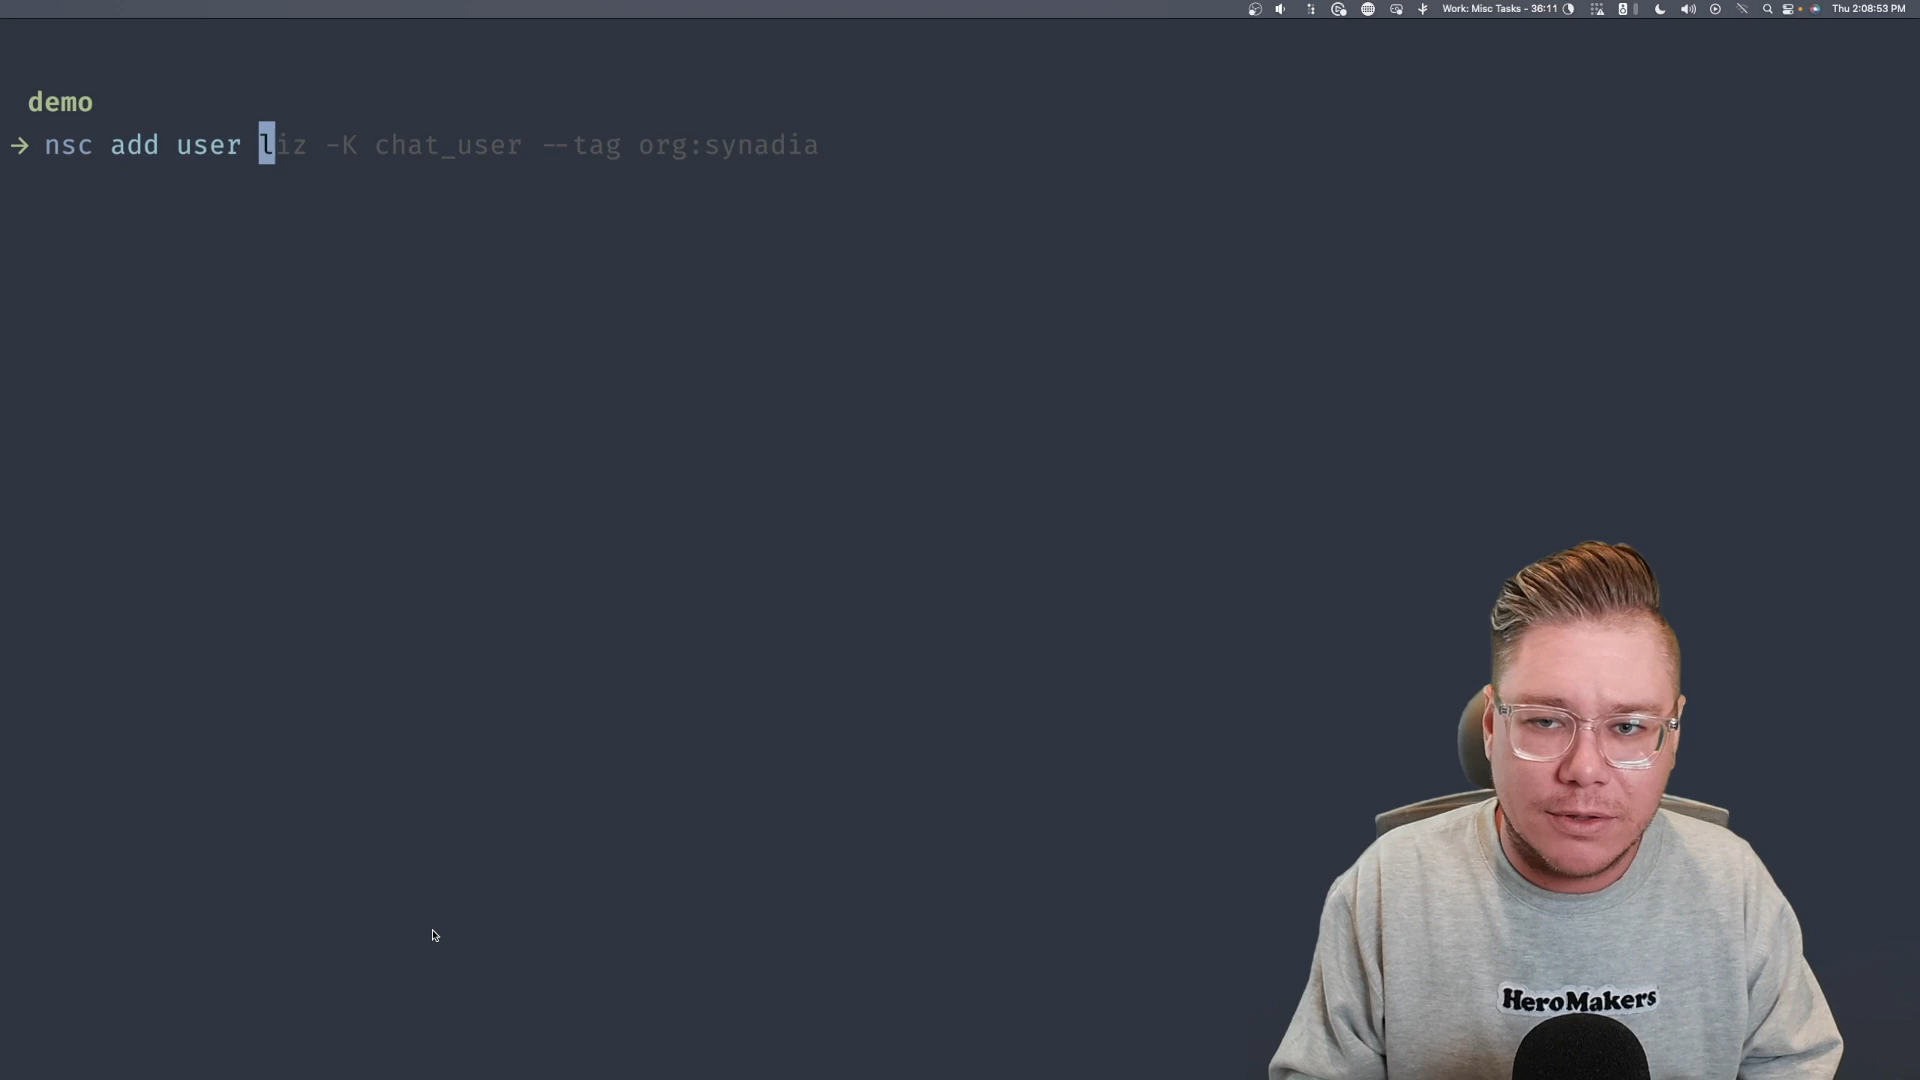 Work: Misc Tasks - 36:11
Thu 2:08:53 PM
demo
→ nsc add user liz -K chat_user --tag org:synadia
HeroMakers